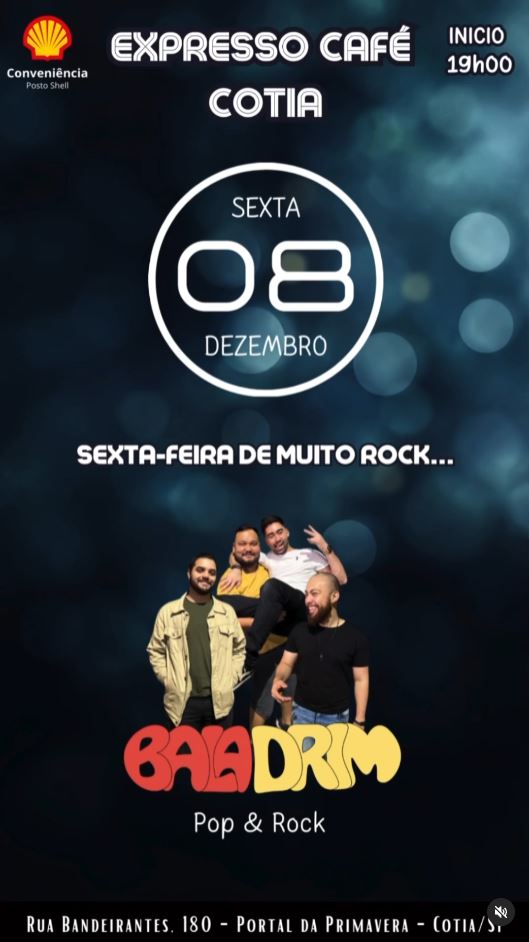 EXPRESSO CAFÉ
COTIA
INICIO
19h00
Conveniência
Posto Shell
SEXTA
08
DEZEMBRO
SEXTA-FEIRA DE MUITO ROCK...
BALADRIM
Pop & Rock
RUA BANDEIRANTES, 180 - PORTAL DA PRIMAVERA - COTIA/SP